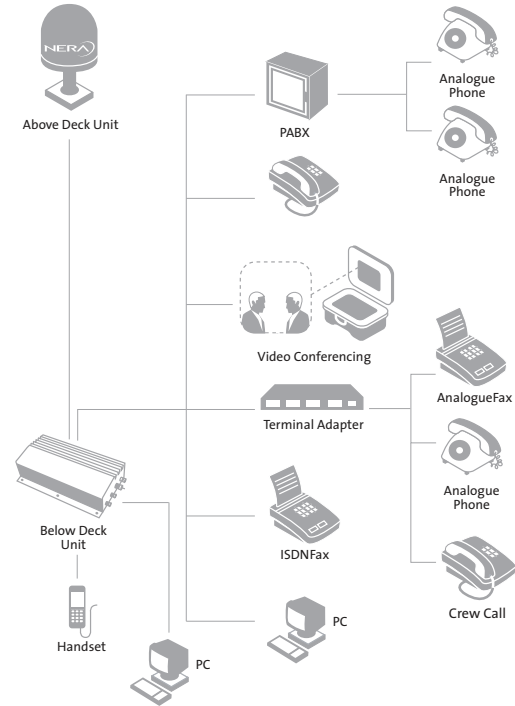 NERA
Above Deck Unit
PABX
Analogue
Phone
Analogue
Phone
Video Conferencing
Terminal Adapter
AnalogueFax
Analogue
Phone
Below Deck
Unit
ISDNFax
Crew Call
Handset
PC
PC